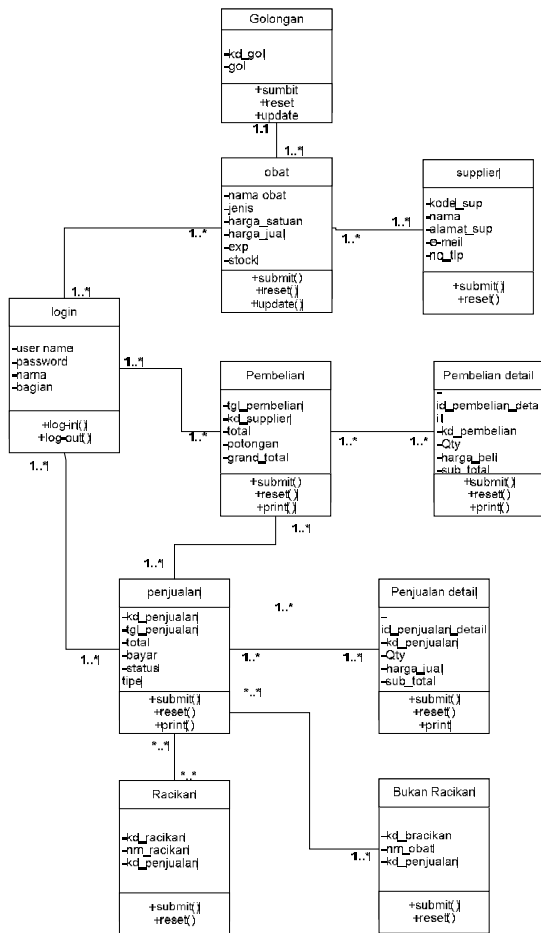 Golongan
-kd_gol
-gol
+sumbit
+reset
+update
1.1
1..*
obat
-nama obat
-jenis
-harga_satuan
-harga_jual
-exp
-stock
+submit()
+reset()
+update()
supplier
-kode_sup
-nama
-alamat_sup
-e-meil
-no_tlp
+submit()
+reset()
1..*
1..*
1..*
1..*
login
-user name
-password
-nama
-bagian
+log-in()
+log-out()
1..*
1..*
1..*
Pembelian
-tgl_pembelian
-kd_supplier
-total
-potongan
-grand_total
+submit()
+reset()
+print()
1..*
1..*
Pembelian detail
-
id_pembelian_deta
il
-kd_pembelian
-Qty
-harga_beli
-sub_total
+submit()
+reset()
+print()
1..*
1..*
1..*
penjualan
-kd_penjualan
-tgl_penjualan
-total
-bayar
-status
tipe
+submit()
+reset()
+print()
1..*
1..*
1..*
Penjualan detail
-
id_penjualan_detail
-kd_penjualan
-Qty
-harga_jual
-sub_total
+submit()
+reset()
+print
*..*
*..*
*..*
Racikan
-kd_racikan
-nm_racikan
-kd_penjualan
+submit()
+reset()
1..*
Bukan Racikan
-kd_bracikan
-nm_obat
-kd_penjualan
+submit()
+reset()